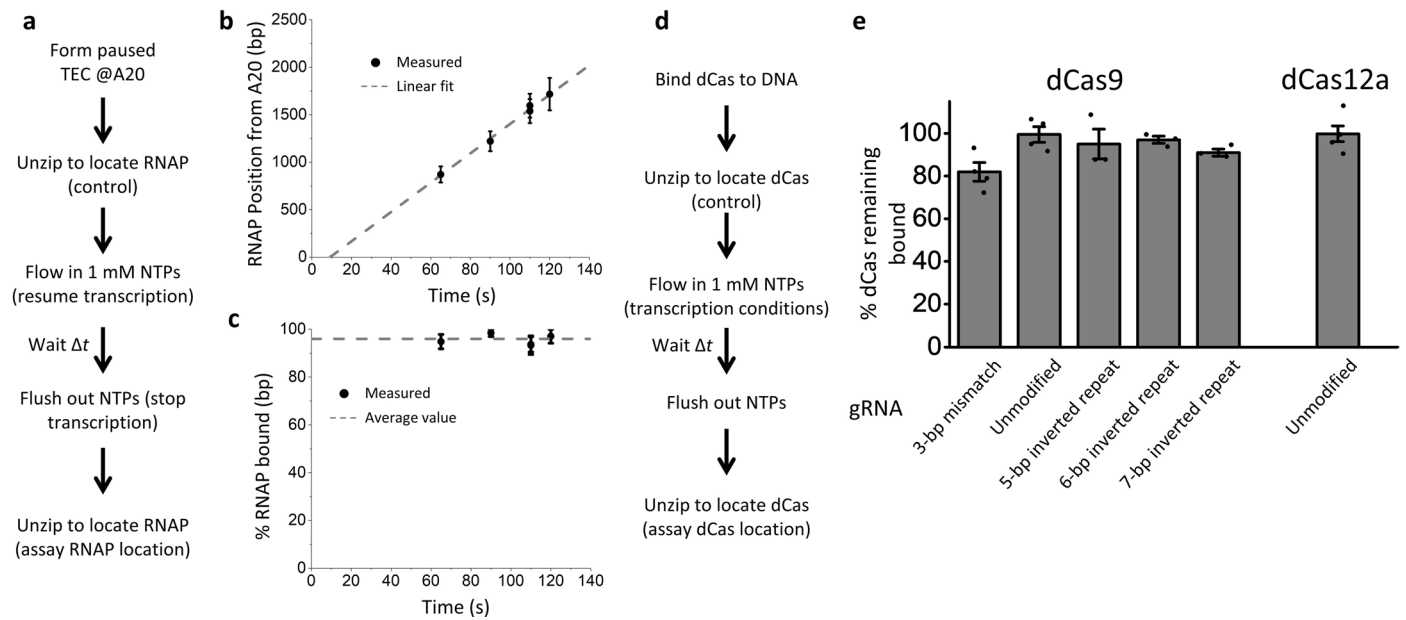 a
Form paused
TEC @A20
Unzip to locate RNAP
(control)
Flow in 1 mM NTPs
(resume transcription)
Wait Δt
Flush out NTPs (stop
transcription)
Unzip to locate RNAP
(assay RNAP location)
b
RNAP Position from A20 (bp)
2500
2000
1500
1000
500
0
Measured
Linear fit
0 20 40 60 80 100 120 140
Time (s)
c
% RNAP bound (bp)
100
80
60
40
20
0
Measured
Average value
0 20 40 60 80 100 120 140
Time (s)
d
Bind dCas to DNA
Unzip to locate dCas
(control)
Flow in 1 mM NTPs
(transcription conditions)
Wait Δt
Flush out NTPs
Unzip to locate dCas
(assay dCas location)
e
dCas9
dCas12a
% dCas remaining
bound
100
80
60
40
20
0
gRNA
3-bp mismatch
Unmodified
5-bp inverted repeat
6-bp inverted repeat
7-bp inverted repeat
Unmodified